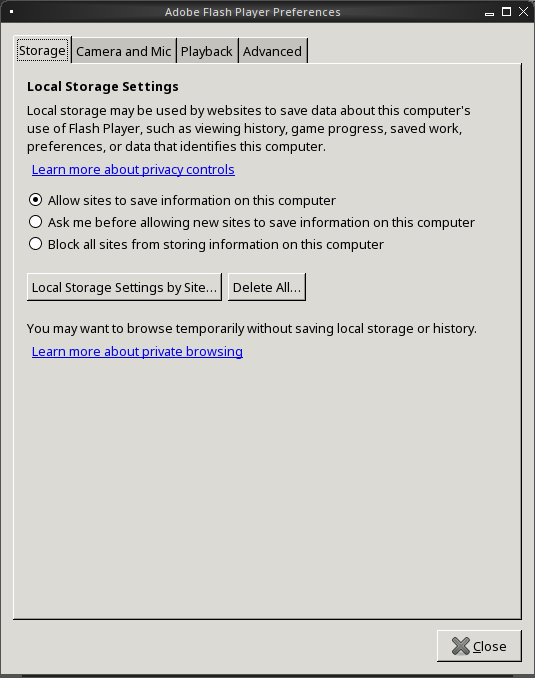 Adobe Flash Player Preferences
Storage
Camera and Mic
Playback
Advanced
Local Storage Settings
Local storage may be used by websites to save data about this computer's
use of Flash Player, such as viewing history, game progress, saved work,
preferences, or data that identifies this computer.
Learn more about privacy controls
Allow sites to save information on this computer
Ask me before allowing new sites to save information on this computer
Block all sites from storing information on this computer
Local Storage Settings by Site...
Delete All...
You may want to browse temporarily without saving local storage or history.
Learn more about private browsing
Close